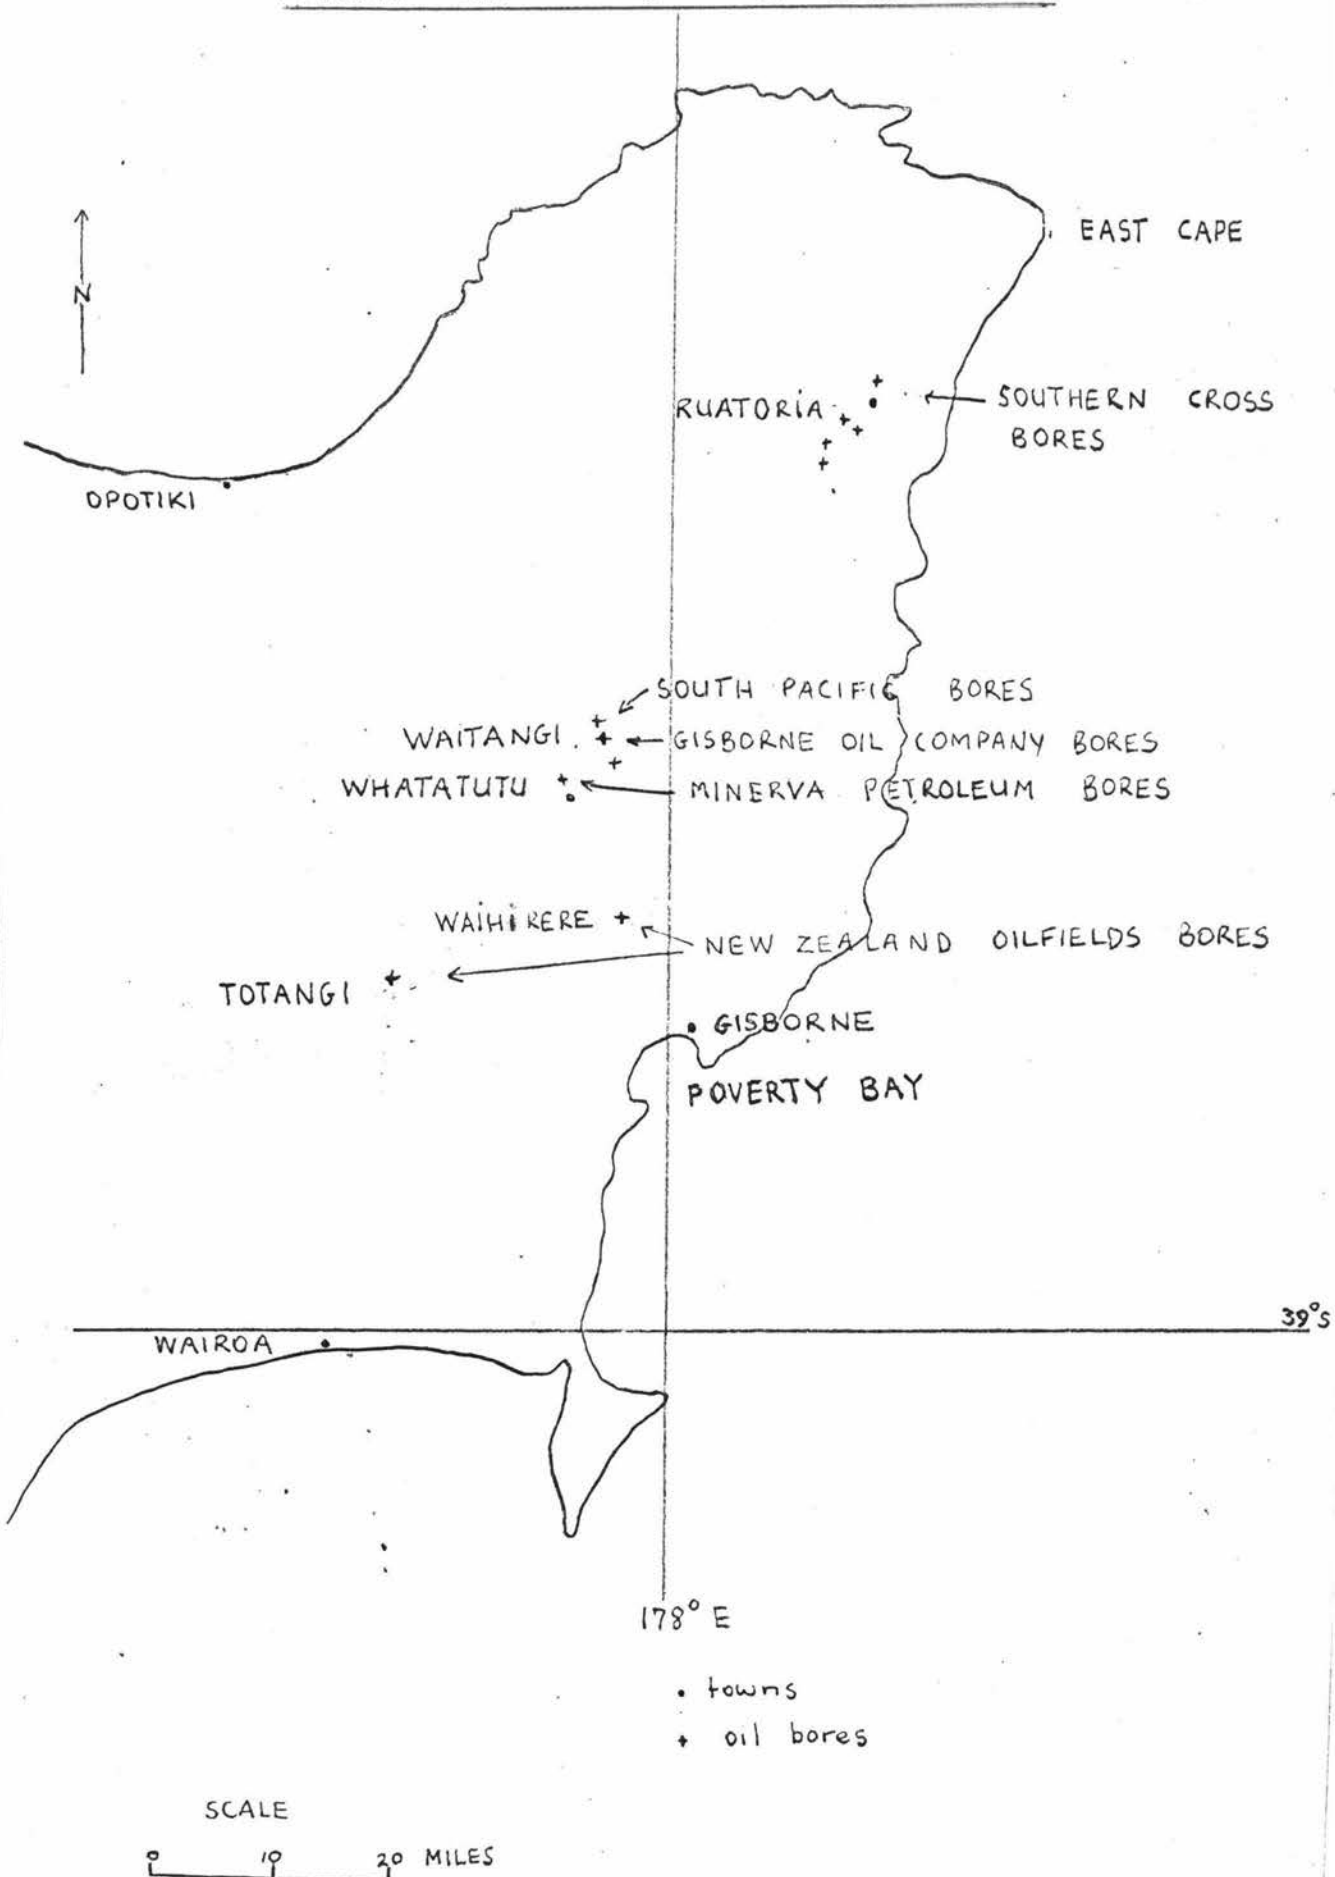 EAST CAPE
N
RUATORIA
SOUTHERN CROSS
BORES
OPOTIKI
SOUTH PACIFIC BORES
WAITANGI
GISBORNE OIL COMPANY BORES
WHATATUTU
MINERVA PETROLEUM BORES
WAIHIRERE
NEW ZEALAND OILFIELDS BORES
TOTANGI
GISBORNE
POVERTY BAY
39°S
WAIROA
178° E
towns
oil bores
SCALE
0 10 20 MILES